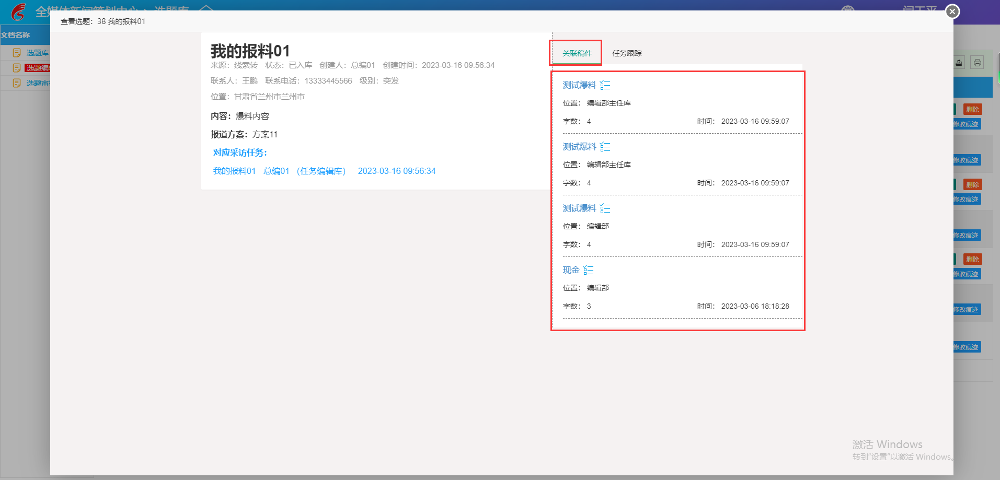 全媒体新闻策划中心 > 选题库
查看选题：38 我的报料01
文档名称
选题库
选题编
选题审
我的报料01
来源：线索转 状态：已入库 创建人：总编01 创建时间：2023-03-16 09:56:34
联系人：王鹏 联系电话：13333445566 级别：突发
位置：甘肃省兰州市兰州市
内容：爆料内容
报道方案：方案11
对应采访任务：
我的报料01 总编01 （任务编辑库） 2023-03-16 09:56:34
关联稿件 任务跟踪
测试爆料
位置： 编辑部主任库
字数： 4 时间： 2023-03-16 09:59:07
测试爆料
位置： 编辑部主任库
字数： 4 时间： 2023-03-16 09:59:07
测试爆料
位置： 编辑部
字数： 4 时间： 2023-03-16 09:59:07
现金
位置： 编辑部
字数： 3 时间： 2023-03-06 18:18:28
删除
修改痕迹
修改痕迹
删除
修改痕迹
修改痕迹
删除
修改痕迹
修改痕迹
修改痕迹
激活 Windows
转到“设置”以激活 Windows。